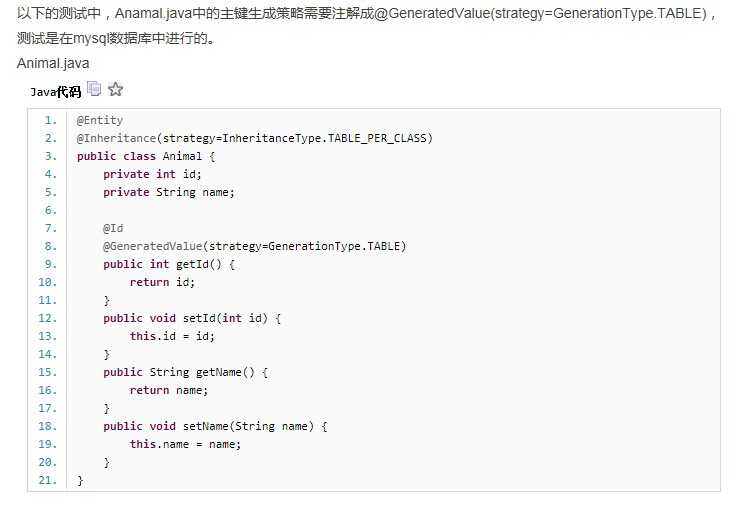 以下的测试中，Anamal.java中的主键生成策略需要注解成@GeneratedValue(strategy=GenerationType.TABLE)，
测试是在mysql数据库中进行的。
Animal.java
Java代码
1. @Entity
2. @Inheritance(strategy=InheritanceType.TABLE_PER_CLASS)
3. public class Animal {
4.     private int id;
5.     private String name;
6.
7.     @Id
8.     @GeneratedValue(strategy=GenerationType.TABLE)
9.     public int getId() {
10.         return id;
11.     }
12.     public void setId(int id) {
13.         this.id = id;
14.     }
15.     public String getName() {
16.         return name;
17.     }
18.     public void setName(String name) {
19.         this.name = name;
20.     }
21. }